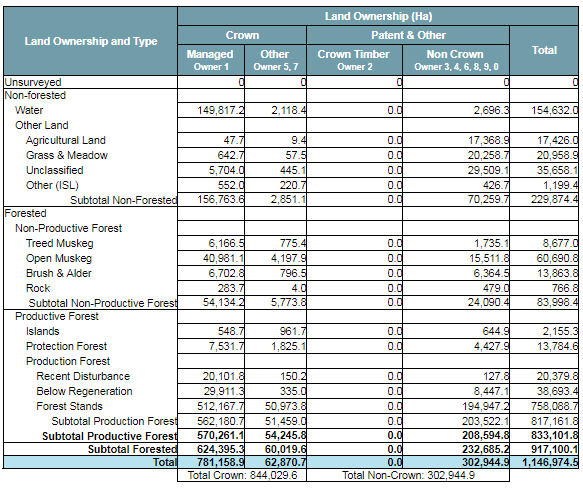 Land Ownership and Type
Land Ownership (Ha)
Crown Patent & Other Total
Managed Other Crown Timber Non Crown
Owner 1 Owner 5, 7 Owner 2 Owner 3, 4, 6, 8, 9, 0
Unsurveyed 0 0 0 0 0
Non-forested
Water 149,817.2 2,118.4 0.0 2,696.3 154,632.0
Other Land
Agricultural Land 47.7 9.4 0.0 17,368.9 17,426.0
Grass & Meadow 642.7 57.5 0.0 20,258.7 20,958.9
Unclassified 5,704.0 445.1 0.0 29,509.1 35,658.1
Other (ISL) 552.0 220.7 0.0 426.7 1,199.4
Subtotal Non-Forested 156,763.6 2,851.1 0.0 70,259.7 229,874.4
Forested
Non-Productive Forest
Treed Muskeg 6,166.5 775.4 0.0 1,735.1 8,677.0
Open Muskeg 40,981.1 4,197.9 0.0 15,511.8 60,690.8
Brush & Alder 6,702.8 796.5 0.0 6,364.5 13,863.8
Rock 283.7 4.0 0.0 479.0 766.8
Subtotal Non-Productive Forest 54,134.2 5,773.8 0.0 24,090.4 83,998.4
Productive Forest
Islands 548.7 961.7 0.0 644.9 2,155.3
Protection Forest 7,531.7 1,825.1 0.0 4,427.9 13,784.6
Production Forest
Recent Disturbance 20,101.8 150.2 0.0 127.8 20,379.8
Below Regeneration 29,911.3 335.0 0.0 8,447.1 38,693.4
Forest Stands 512,167.7 50,973.8 0.0 194,947.2 758,088.7
Subtotal Production Forest 562,180.7 51,459.0 0.0 203,522.1 817,161.8
Subtotal Productive Forest 570,261.1 54,245.8 0.0 208,594.8 833,101.8
Subtotal Forested 624,395.3 60,019.6 0.0 232,685.2 917,100.1
Total 781,158.9 62,870.7 0.0 302,944.9 1,146,974.5
Total Crown: 844,029.6 Total Non-Crown: 302,944.9